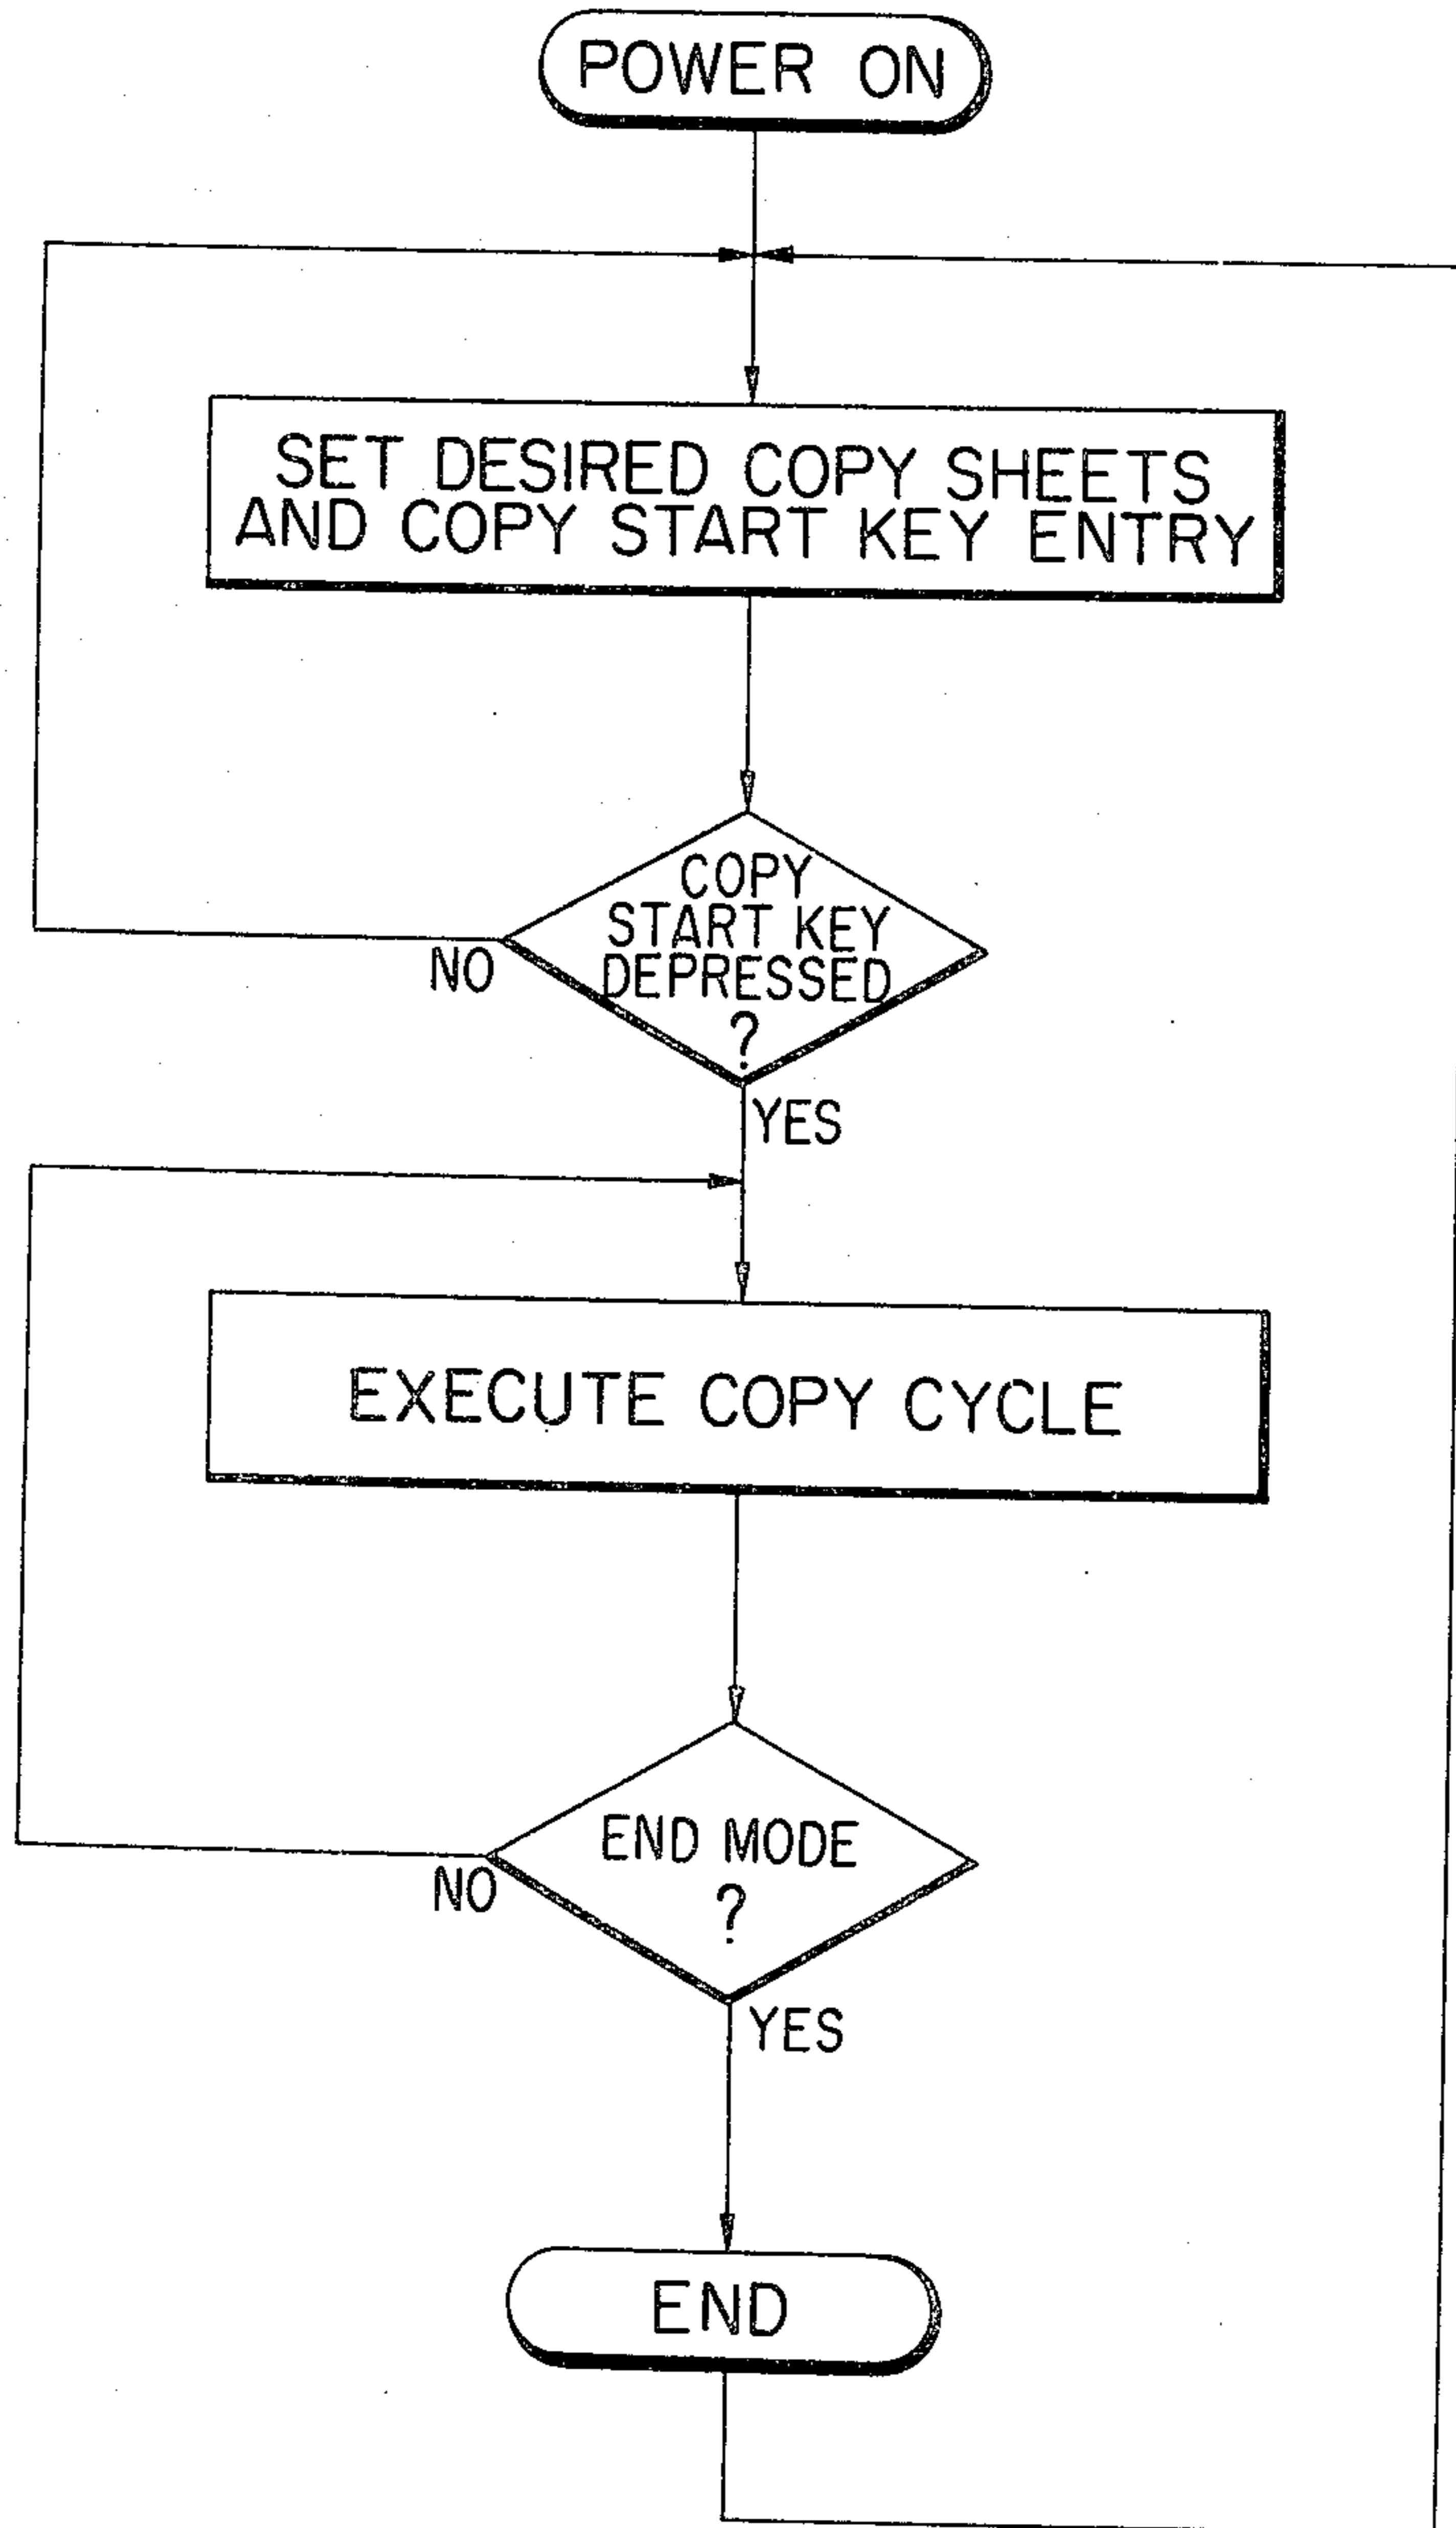 POWER ON
SET DESIRED COPY SHEETS
AND COPY START KEY ENTRY
COPY
START KEY
DEPRESSED
?
NO
YES
EXECUTE COPY CYCLE
END MODE
?
NO
YES
END